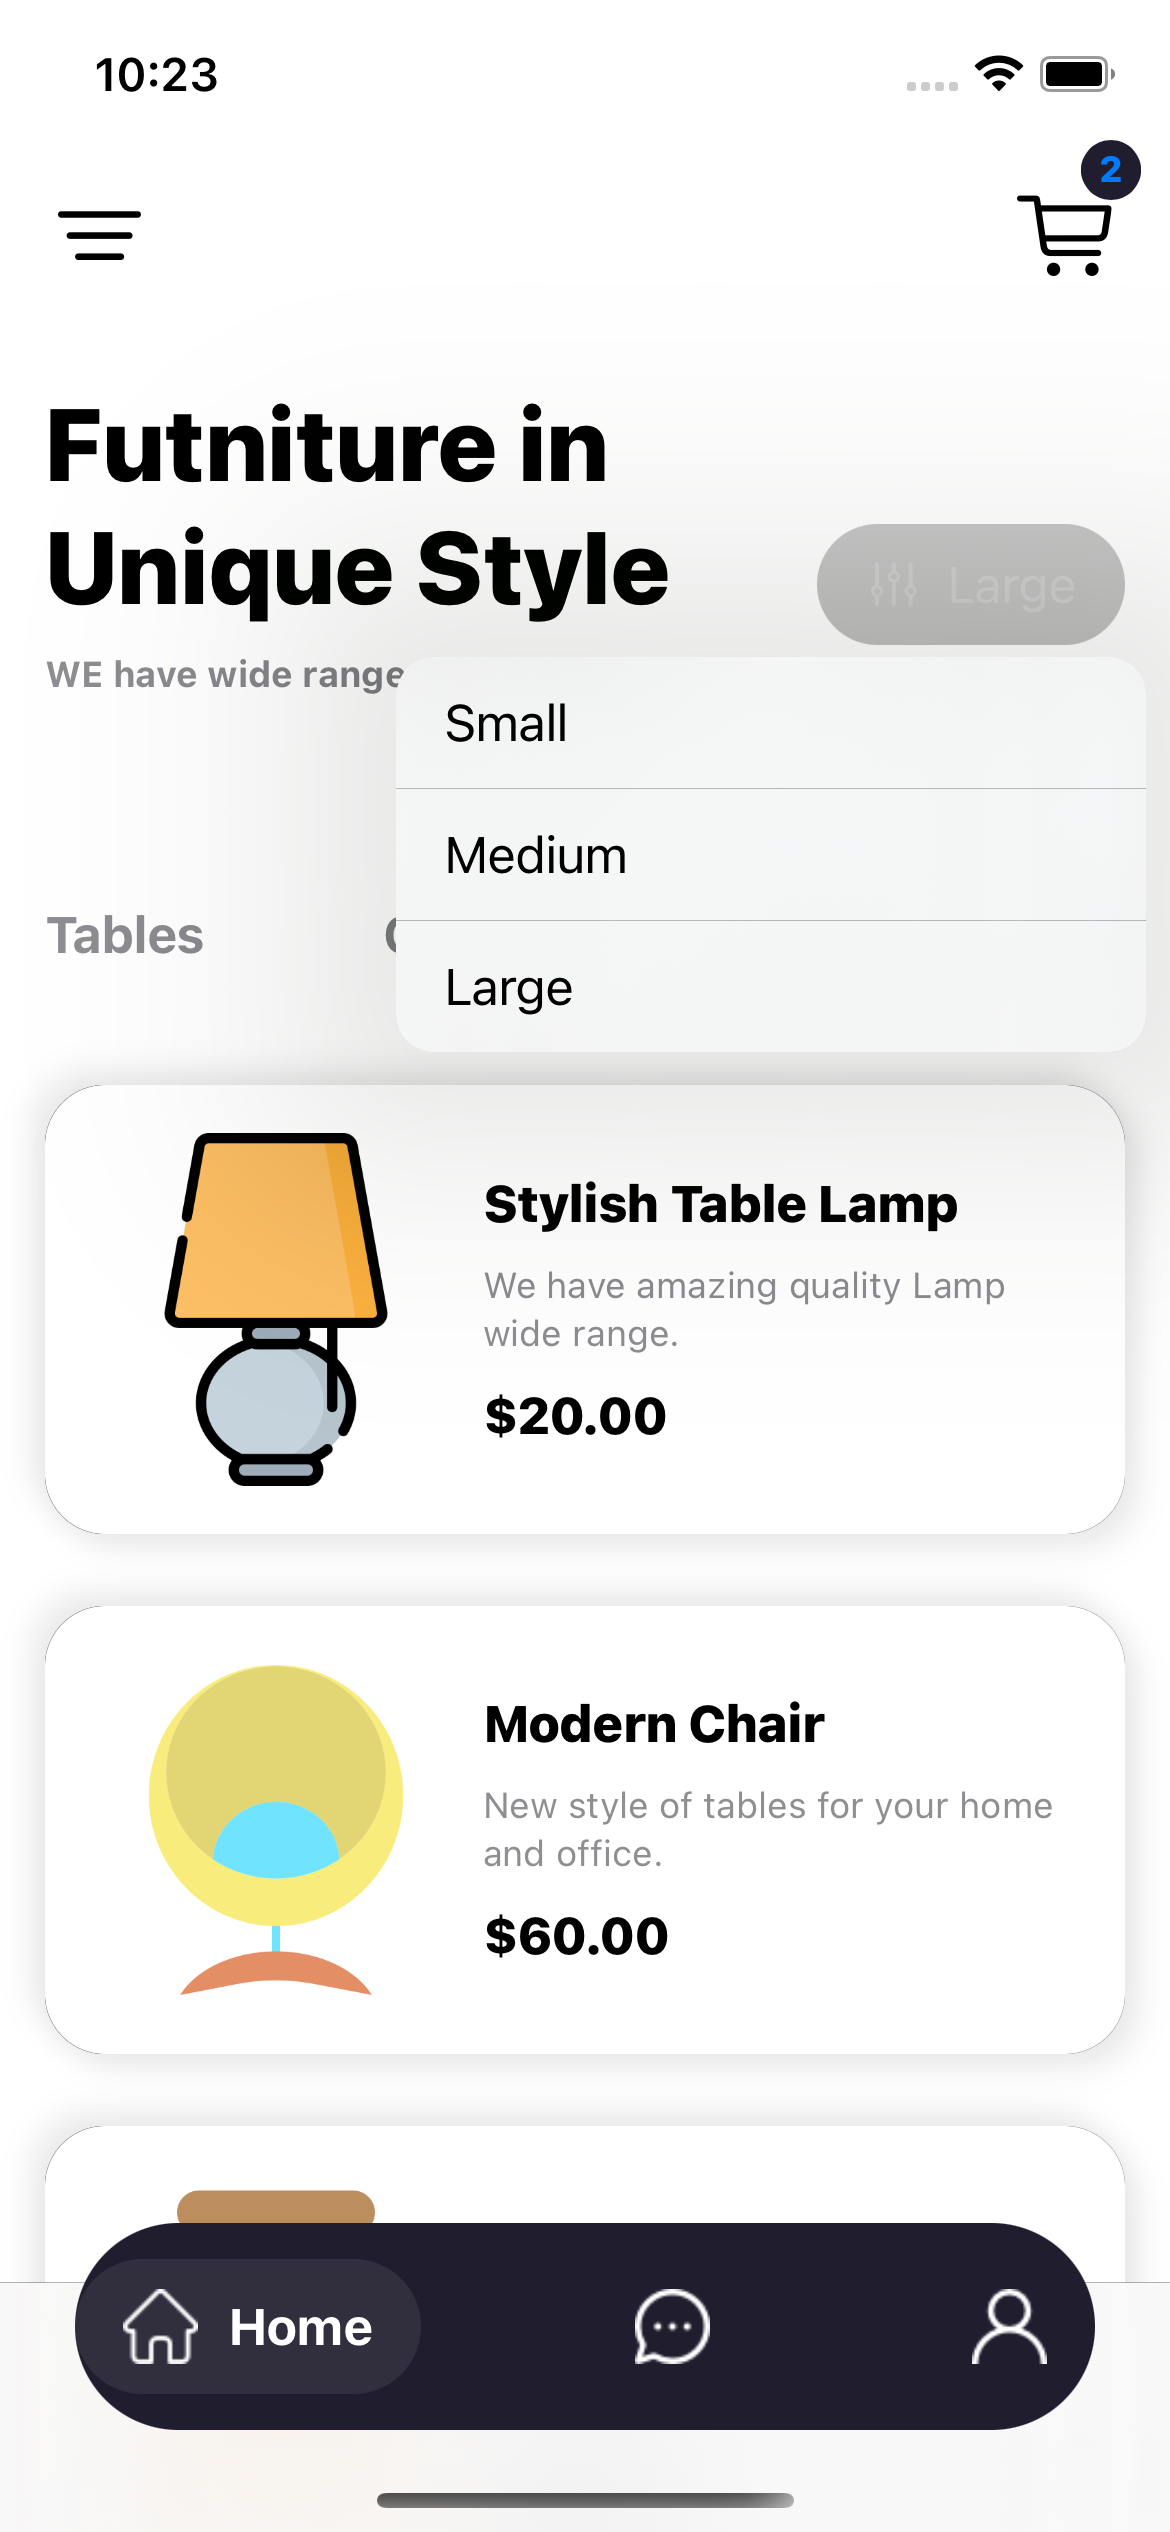 10:23
2
Futniture in
Unique Style
Large
WE have wide range
Small
Medium
Large
Tables
Stylish Table Lamp
We have amazing quality Lamp
wide range.
$20.00
Modern Chair
New style of tables for your home
and office.
$60.00
Home